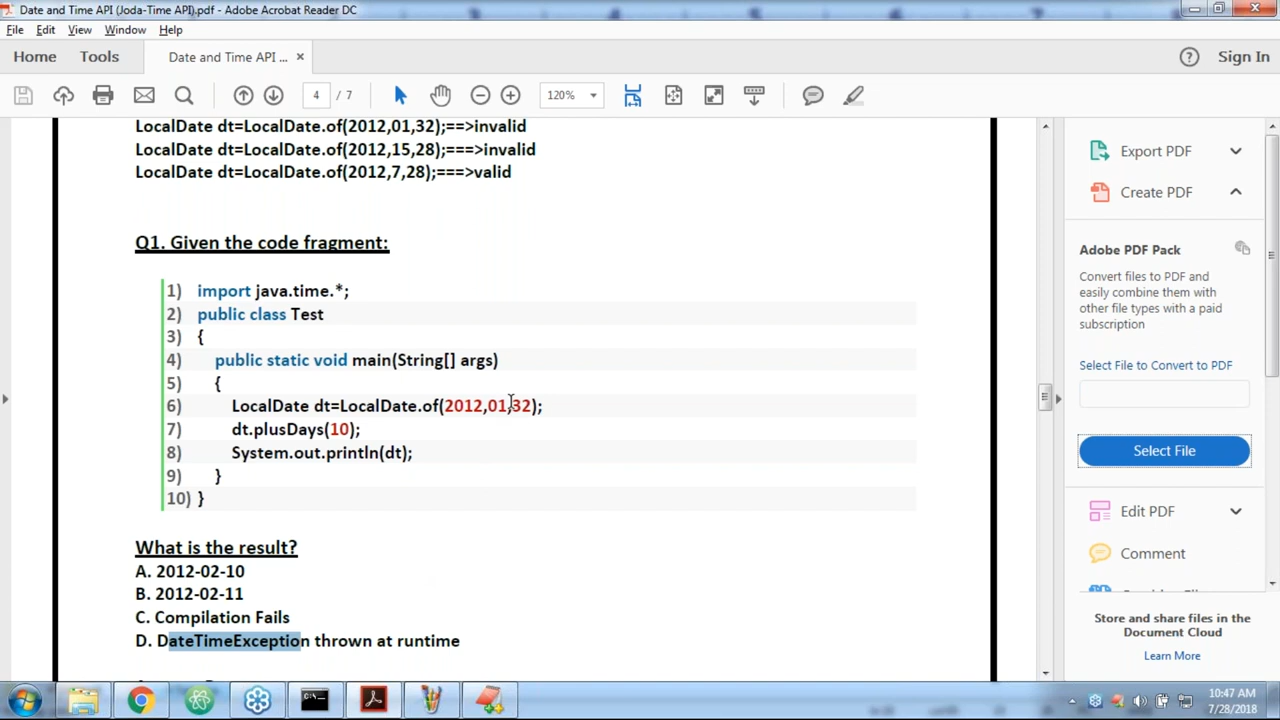 Date and Time API (Joda-Time API).pdf - Adobe Acrobat Reader DC
File Edit View Window Help
Home Tools Date and Time API ... × Sign In
4 / 7 120%
LocalDate dt=LocalDate.of(2012,01,32);==>invalid
LocalDate dt=LocalDate.of(2012,15,28);===>invalid
LocalDate dt=LocalDate.of(2012,7,28);===>valid
Q1. Given the code fragment:
1) import java.time.*;
2) public class Test
3) {
4) public static void main(String[] args)
5) {
6) LocalDate dt=LocalDate.of(2012,01,32);
7) dt.plusDays(10);
8) System.out.println(dt);
9) }
10) }
What is the result?
A. 2012-02-10
B. 2012-02-11
C. Compilation Fails
D. DateTimeException thrown at runtime
Export PDF
Create PDF
Adobe PDF Pack
Convert files to PDF and
easily combine them with
other file types with a paid
subscription
Select File to Convert to PDF
Select File
Edit PDF
Comment
Store and share files in the
Document Cloud
Learn More
10:47 AM
7/28/2018